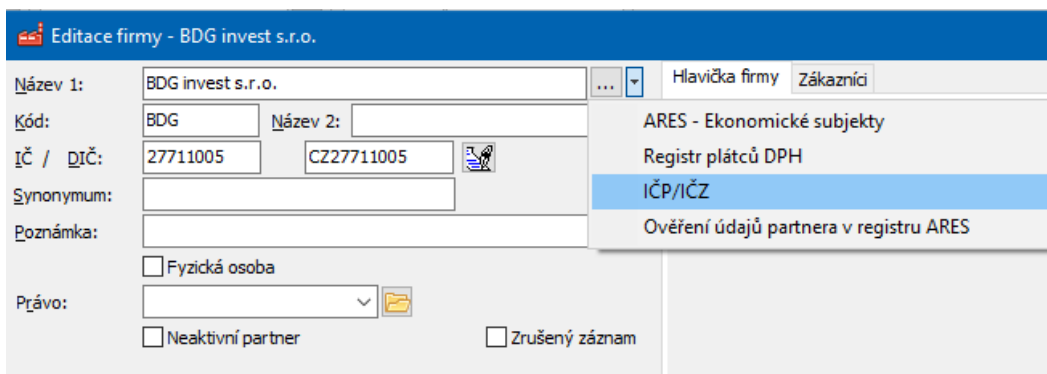 Editace firmy - BDG invest s.r.o.
Název 1: BDG invest s.r.o. ... Hlavička firmy Zákazníci
Kód: BDG Název 2: ARES - Ekonomické subjekty
IČ / DIČ: 27711005 CZ27711005 Registr plátců DPH
Synonymum: IČP/IČZ
Poznámka: Ověření údajů partnera v registru ARES
Fyzická osoba
Právo:
Neaktivní partner Zrušený záznam